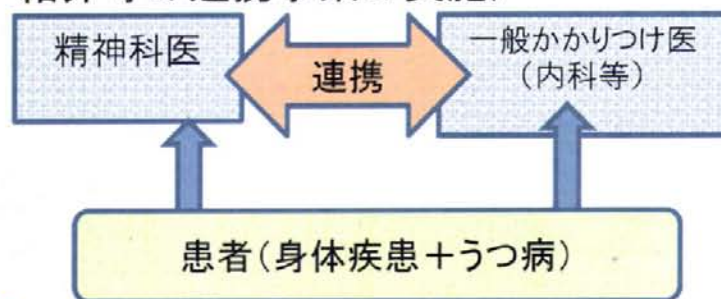 精神科医
連携
一般かかりつけ医
（内科等）
患者（身体疾患＋うつ病）